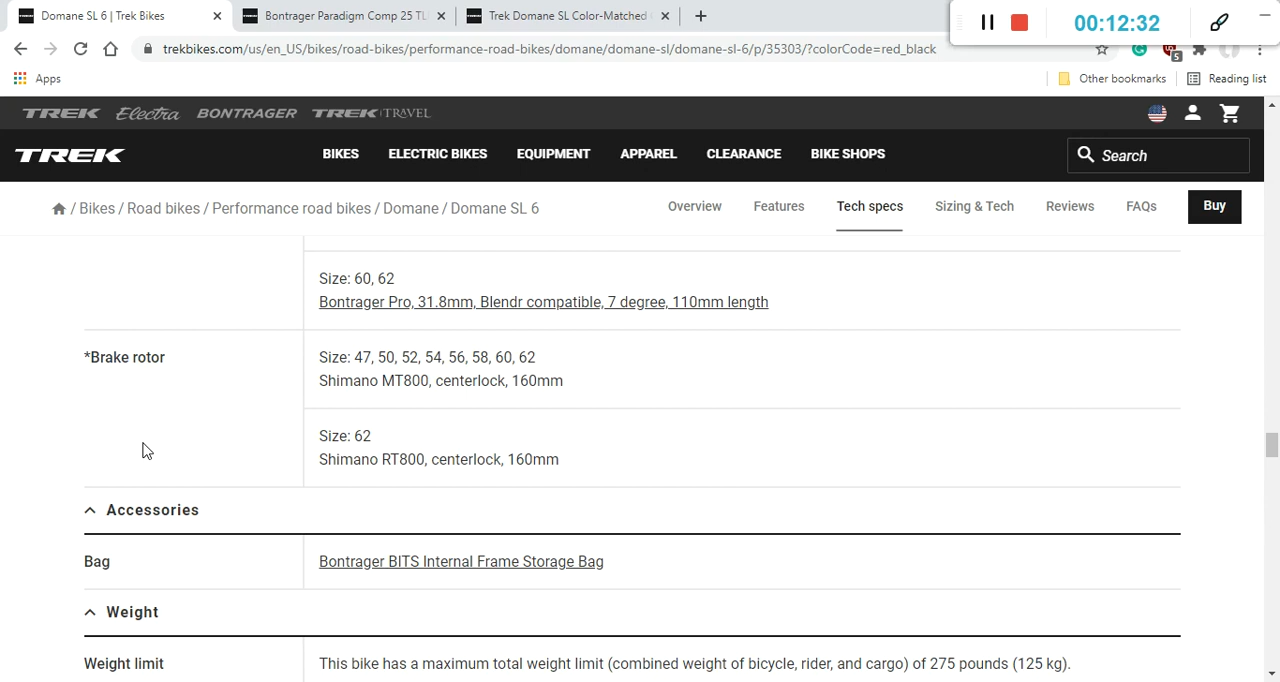 Domane SL 6 | Trek Bikes
Bontrager Paradigm Comp 25 TL
Trek Domane SL Color-Matched
00:12:32
trekbikes.com/us/en_US/bikes/road-bikes/performance-road-bikes/domane/domane-sl/domane-sl-6/p/35303/?colorCode=red_black
5
Apps
Other bookmarks
Reading list
TREK Electra BONTRAGER TREK TRAVEL
TREK
BIKES ELECTRIC BIKES EQUIPMENT APPAREL CLEARANCE BIKE SHOPS
Search
/ Bikes / Road bikes / Performance road bikes / Domane / Domane SL 6
Overview Features Tech specs Sizing & Tech Reviews FAQs Buy
Size: 60, 62
Bontrager Pro, 31.8mm, Blendr compatible, 7 degree, 110mm length
*Brake rotor
Size: 47, 50, 52, 54, 56, 58, 60, 62
Shimano MT800, centerlock, 160mm
Size: 62
Shimano RT800, centerlock, 160mm
Accessories
Bag
Bontrager BITS Internal Frame Storage Bag
Weight
Weight limit
This bike has a maximum total weight limit (combined weight of bicycle, rider, and cargo) of 275 pounds (125 kg).